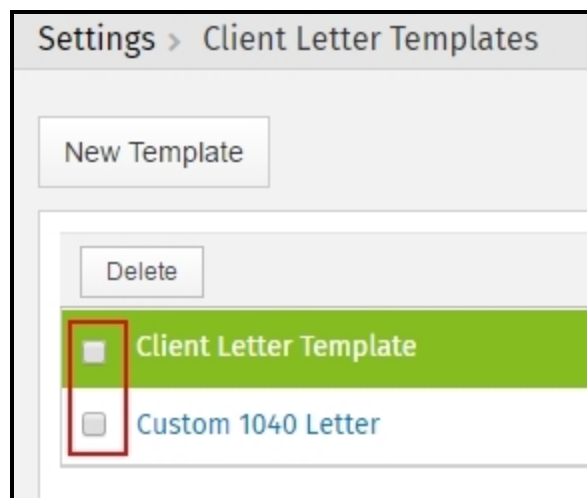 Settings > Client Letter Templates
New Template
Delete
Client Letter Template
Custom 1040 Letter